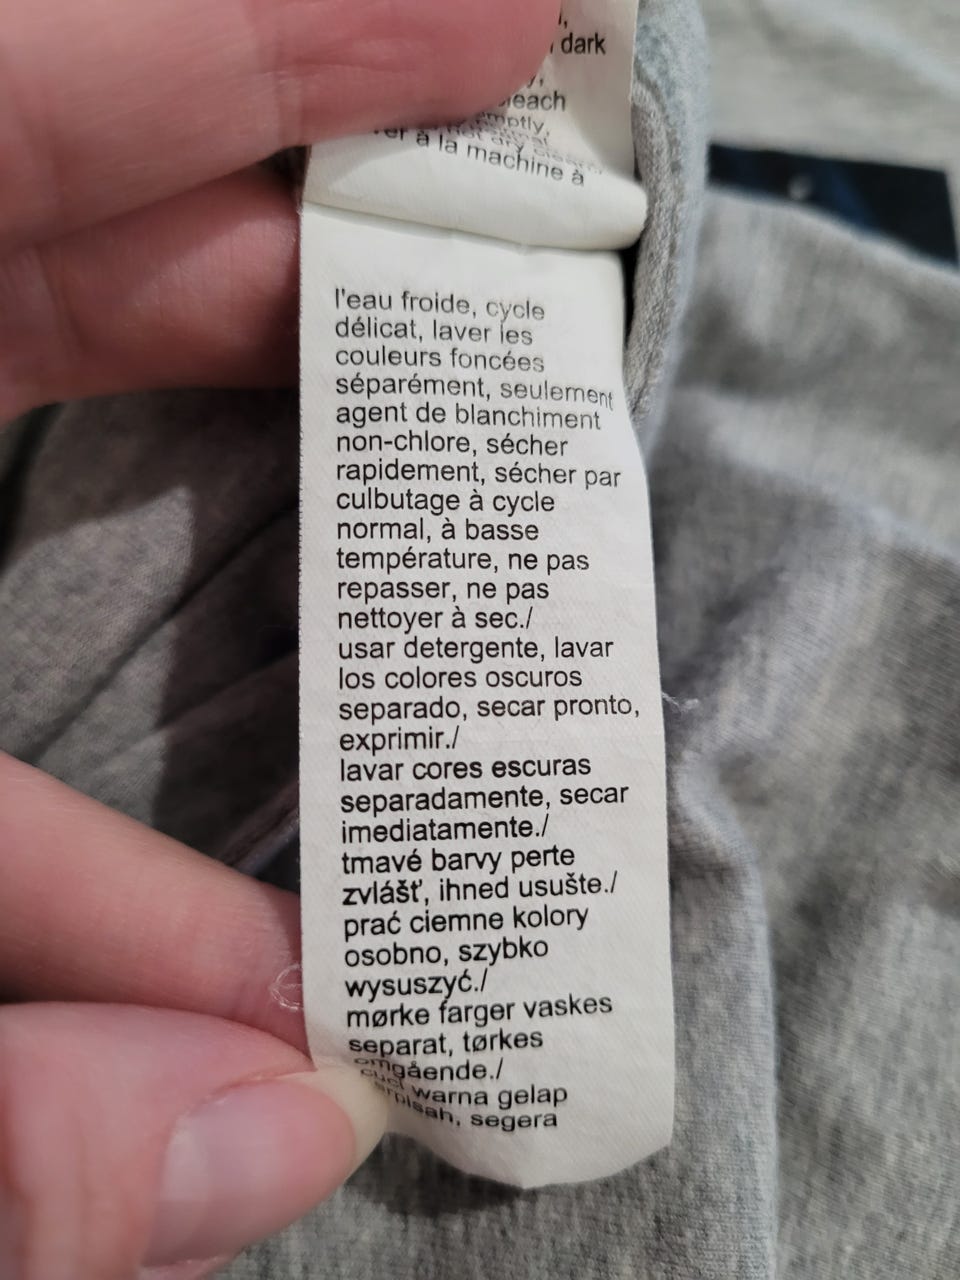 dark
ptly,
à la machine à
l'eau froide, cycle
délicat, laver les
couleurs foncées
séparément, seulement
agent de blanchiment
non-chlore, sécher
rapidement, sécher par
culbutage à cycle
normal, à basse
température, ne pas
repasser, ne pas
nettoyer à sec./
usar detergente, lavar
los colores oscuros
separado, secar pronto,
exprimir./
lavar cores escuras
separadamente, secar
imediatamente./
tmavé barvy perte
zvlášť, ihned usušte./
prać ciemne kolory
osobno, szybko
wysuszyć./
mørke farger vaskes
separat, tørkes
omgående./
cuci warna gelap
segera